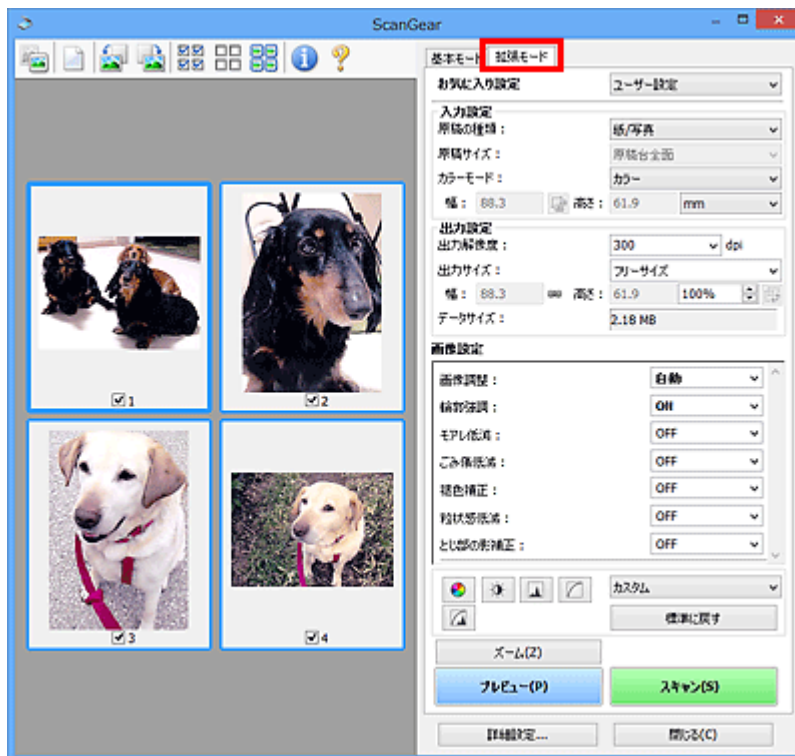 ScanGear
基本モード 拡張モード
お気に入り設定 ユーザー設定
入力設定
原稿の種類： 紙/写真
原稿サイズ： 原稿台全面
カラーモード： カラー
幅： 88.3 高さ： 61.9 mm
出力設定
出力解像度： 300 dpi
出力サイズ： フリーサイズ
幅： 88.3 高さ： 61.9 100%
データサイズ： 2.18 MB
画像設定
画像調整： 自動
輪郭強調： ON
モアレ低減： OFF
ごみ傷低減： OFF
褪色補正： OFF
粒状感低減： OFF
とじ部の影補正： OFF
1
2
3
4
カスタム
標準に戻す
ズーム(Z)
プレビュー(P) スキャン(S)
詳細設定... 閉じる(C)